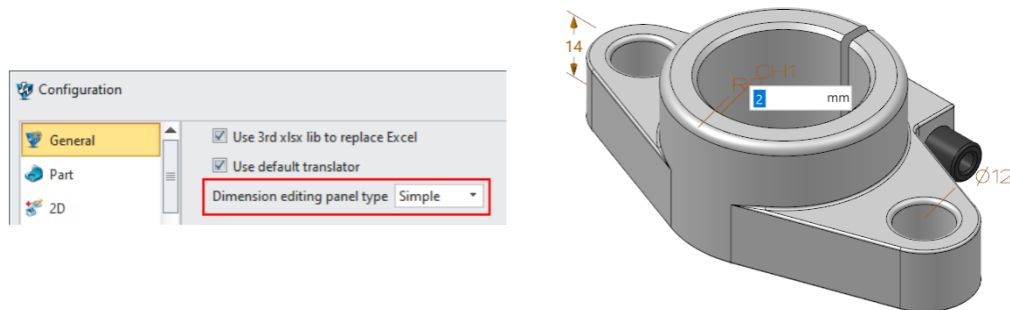 Configuration
General
Part
2D
Use 3rd xlsx lib to replace Excel
Use default translator
Dimension editing panel type Simple
14
CH1
2 mm
Ø12